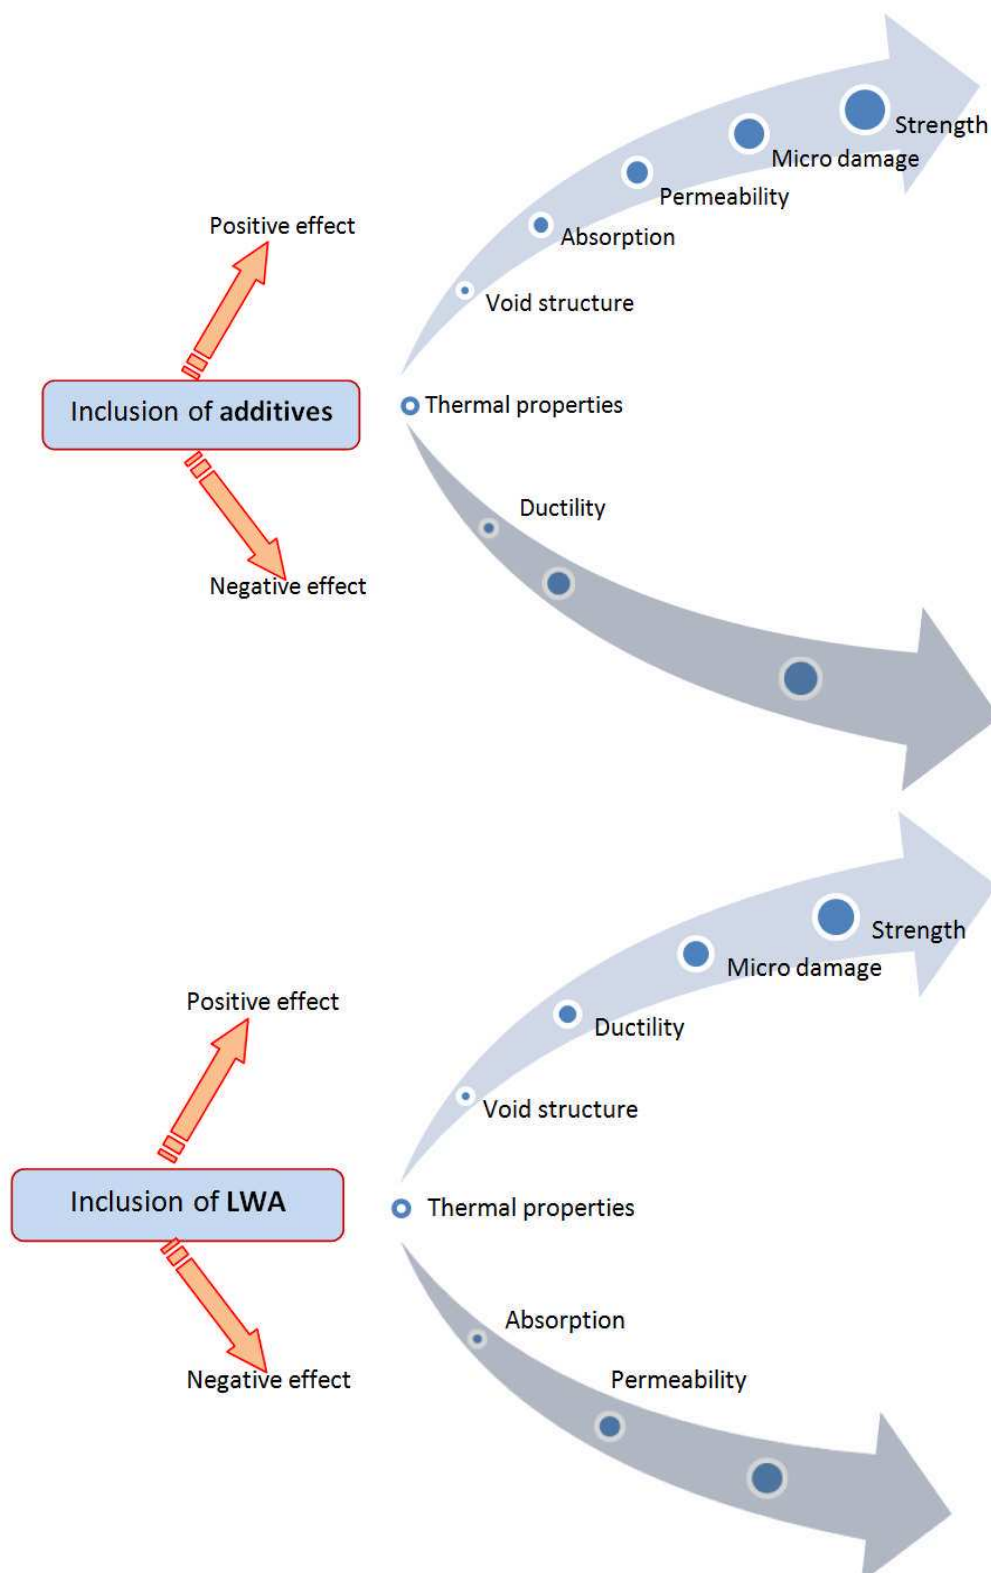 Strength
Micro damage
Permeability
Positive effect
Absorption
Void structure
Inclusion of additives
Thermal properties
Ductility
Negative effect
Strength
Micro damage
Positive effect
Ductility
Void structure
Inclusion of LWA
Thermal properties
Absorption
Permeability
Negative effect